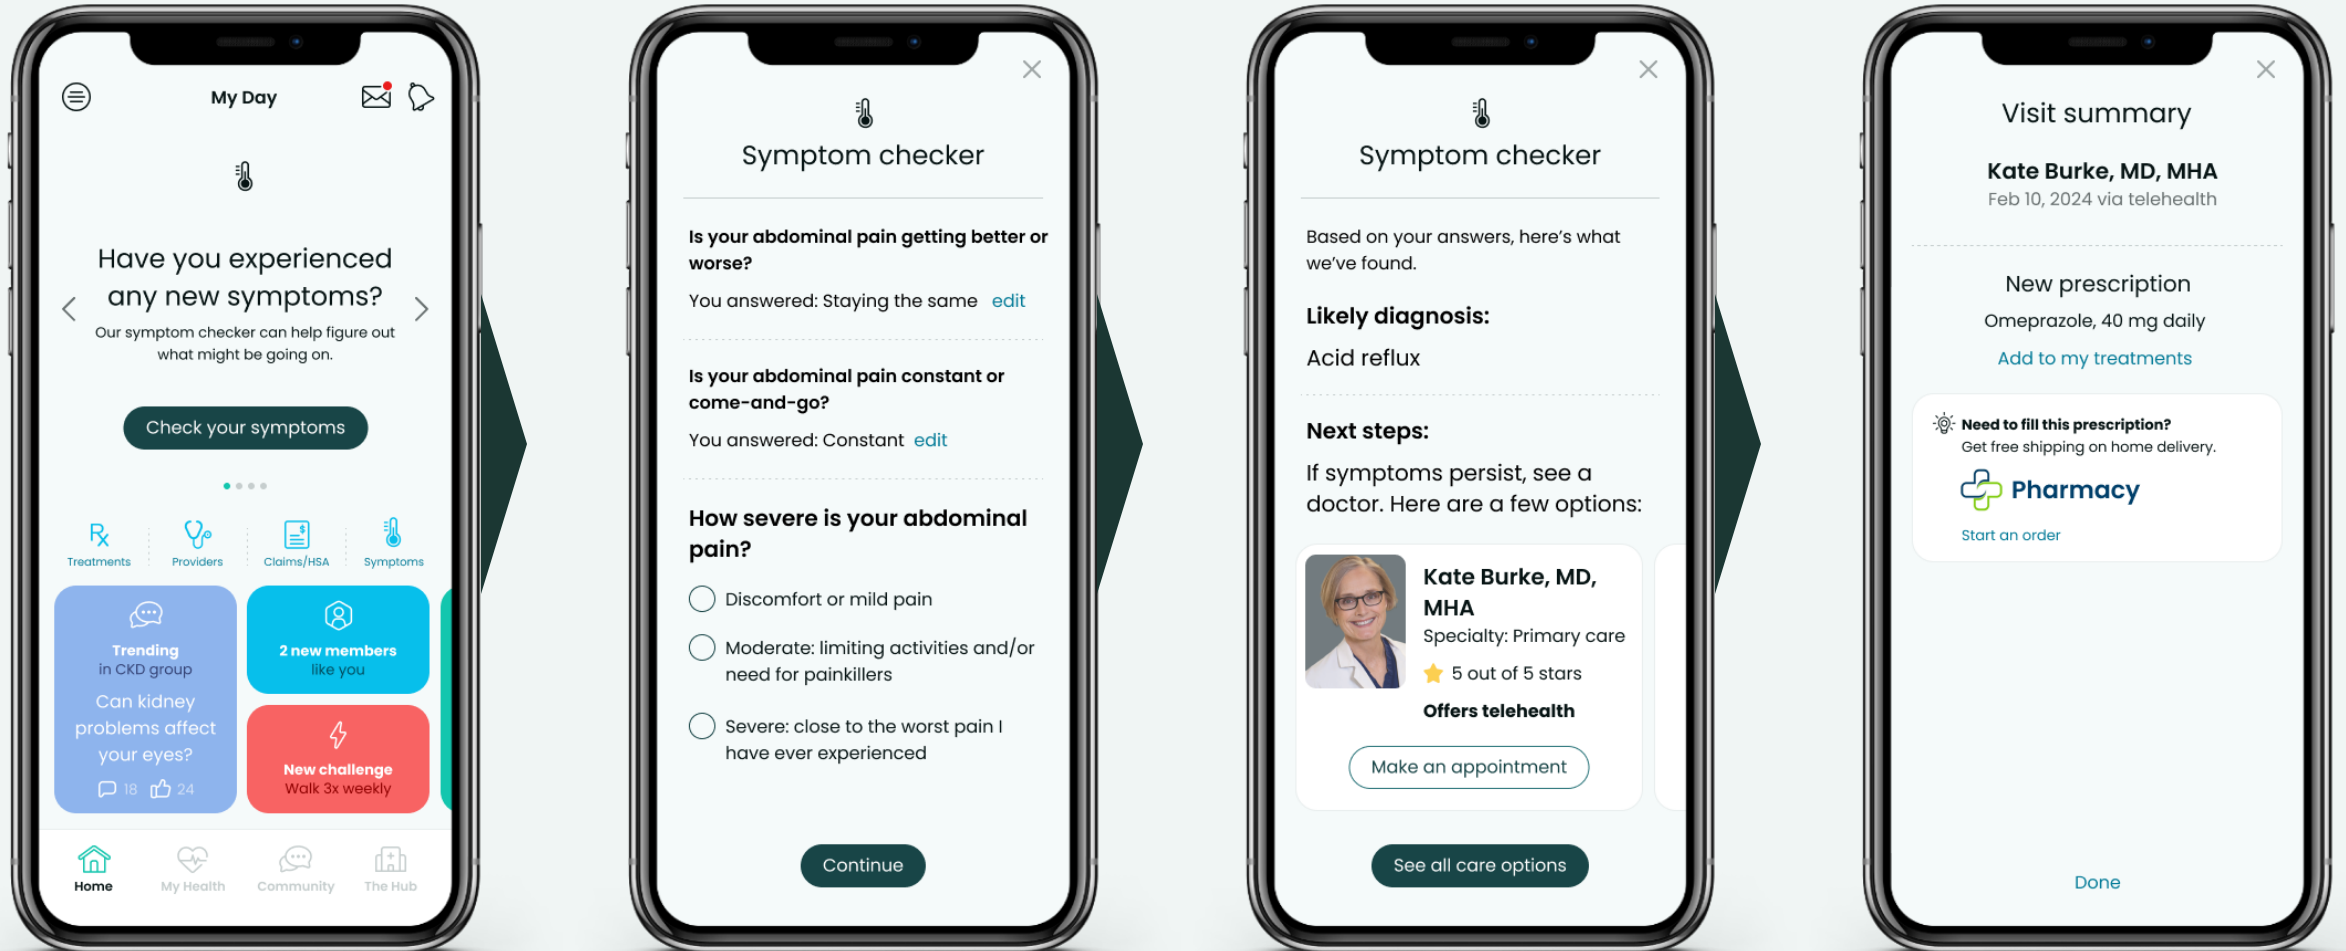 My Day
Have you experienced
any new symptoms?
Our symptom checker can help figure out
what might be going on.
Check your symptoms
Rx
Treatments
Providers
$
Claims/HSA
Symptoms
Trending
in CKD group
Can kidney
problems affect
your eyes?
18
24
2 new members
like you
New challenge
Walk 3x weekly
Home
My Health
Community
The Hub
Symptom checker
Is your abdominal pain getting better or
worse?
You answered: Staying the same edit
Is your abdominal pain constant or
come-and-go?
You answered: Constant edit
How severe is your abdominal
pain?
Discomfort or mild pain
Moderate: limiting activities and/or
need for painkillers
Severe: close to the worst pain I
have ever experienced
Continue
Symptom checker
Based on your answers, here's what
we've found.
Likely diagnosis:
Acid reflux
Next steps:
If symptoms persist, see a
doctor. Here are a few options:
Kate Burke, MD,
MHA
Specialty: Primary care
5 out of 5 stars
Offers telehealth
Make an appointment
See all care options
Visit summary
Kate Burke, MD, MHA
Feb 10, 2024 via telehealth
New prescription
Omeprazole, 40 mg daily
Add to my treatments
Need to fill this prescription?
Get free shipping on home delivery.
Pharmacy
Start an order
Done